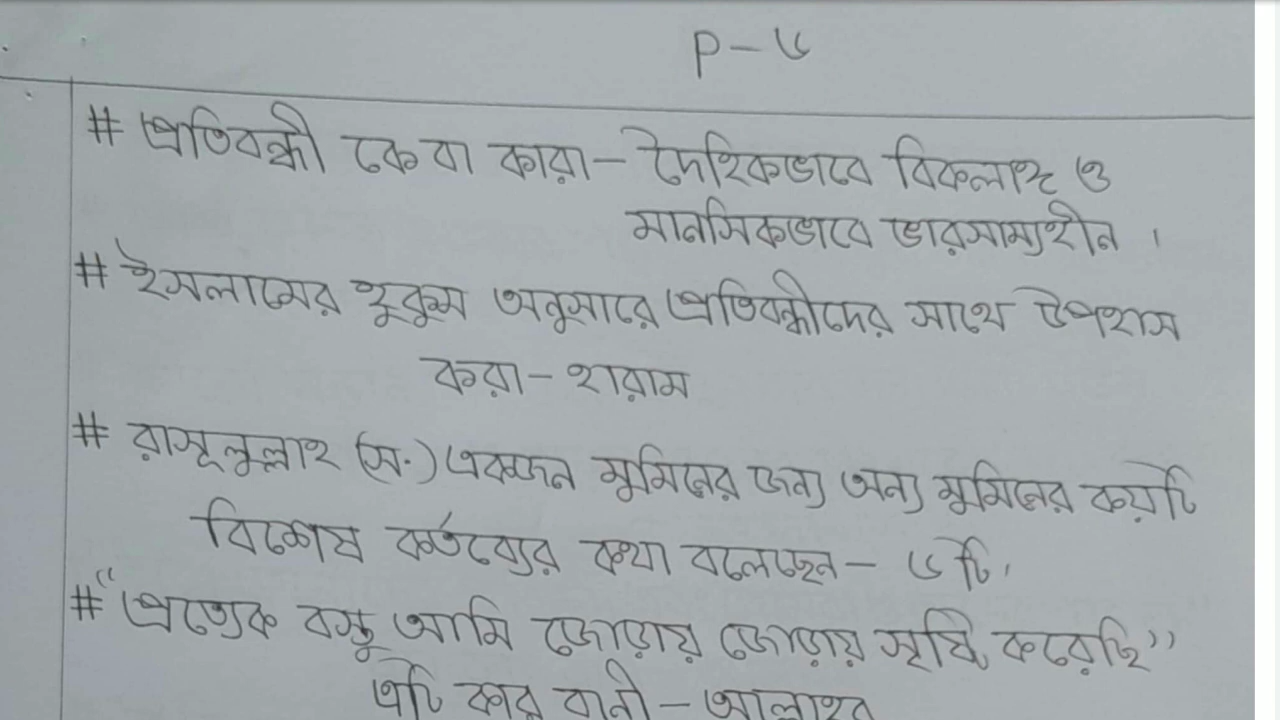 P-৬
# প্রতিবন্ধী কে বা কারা- দৈহিকভাবে বিকলাঙ্গ ও
মানসিকভাবে ভারসাম্যহীন ।
# ইসলামের হুকুম অনুসারে প্রতিবন্ধীদের সাথে উপহাস
করা- হারাম
# রাসূলুল্লাহ (স.) একজন মুমিনের জন্য অন্য মুমিনের কয়টি
বিশেষ কর্তব্যের কথা বলেছেন- ৬ টি।
# "প্রত্যেক বস্তু আমি জোড়ায় জোড়ায় সৃষ্টি করেছি"
এটি কার বানী- আল্লাহর